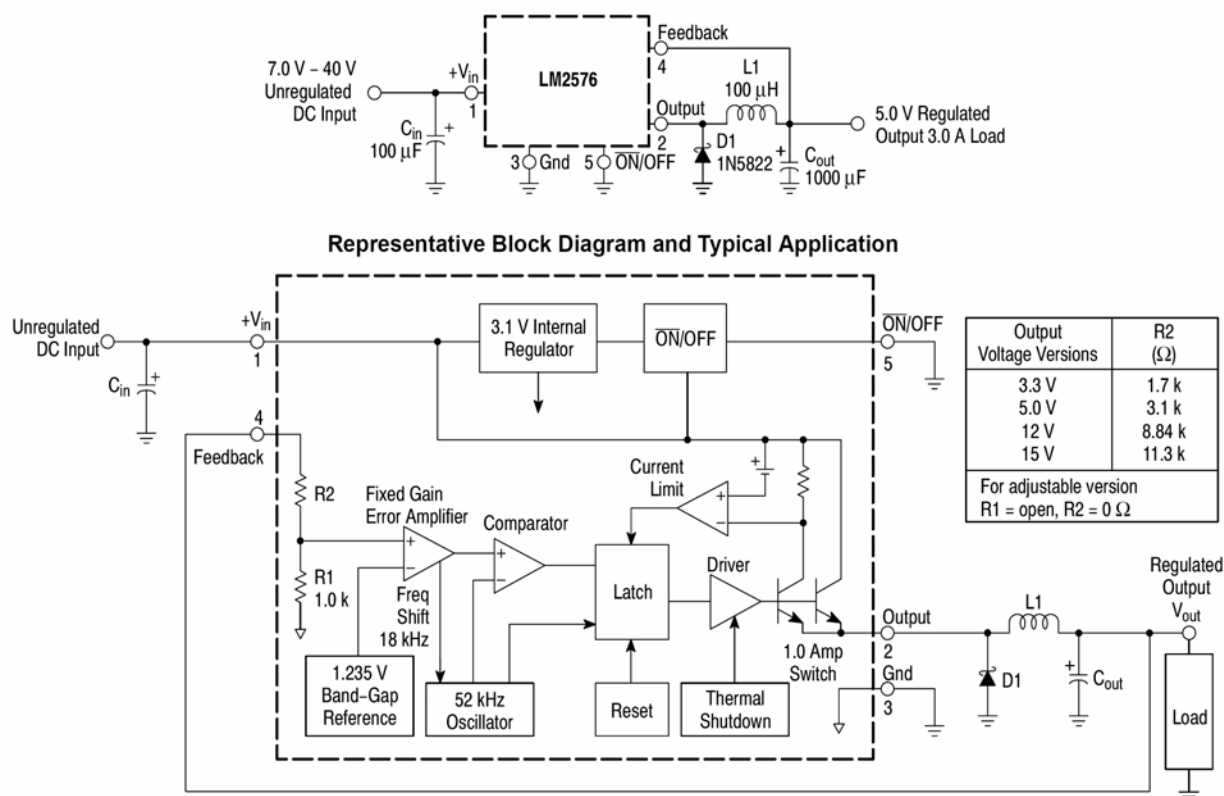 Feedback
4
7.0 V – 40 V
Unregulated
DC Input
+Vin
1
LM2576
L1
100 μH
Output
2
5.0 V Regulated
Output 3.0 A Load
Cin
100 μF
+
3
Gnd
5
ON/OFF
D1
1N5822
+
Cout
1000 μF
Representative Block Diagram and Typical Application
Unregulated
DC Input
+Vin
1
Cin
+
3.1 V Internal
Regulator
ON/OFF
ON/OFF
5
Output
Voltage Versions
R2
(Ω)
3.3 V
1.7 k
5.0 V
3.1 k
12 V
8.84 k
15 V
11.3 k
For adjustable version
R1 = open, R2 = 0 Ω
4
Feedback
R2
R1
1.0 k
Fixed Gain
Error Amplifier
+
–
Comparator
+
–
Current
Limit
+
–
+
Freq
Shift
18 kHz
Latch
Driver
1.0 Amp
Switch
1.235 V
Band–Gap
Reference
52 kHz
Oscillator
Reset
Thermal
Shutdown
Output
2
Gnd
3
L1
D1
+
Cout
Regulated
Output
Vout
Load